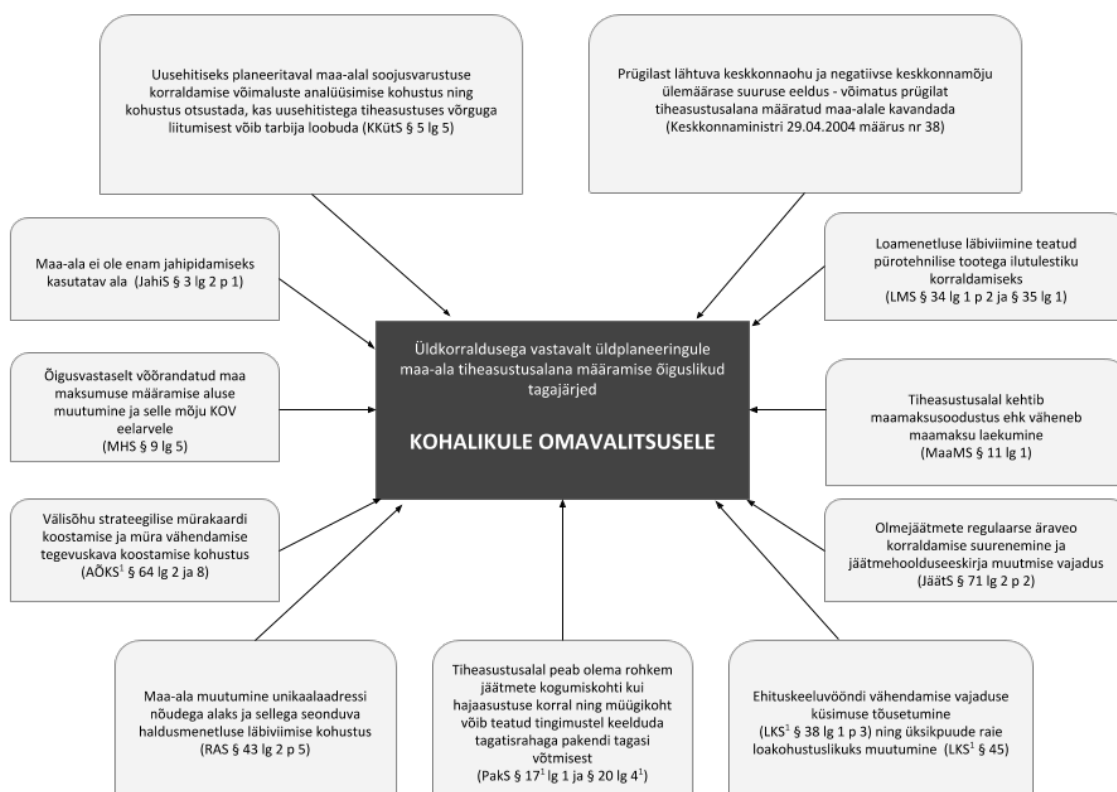 Uusehitiseks planeeritaval maa-alal soojusvarustuse
korraldamise võimaluste analüüsimise kohustus ning
kohustus otsustada, kas uusehitistega tiheasustuses võrguga
liitumisest võib tarbija loobuda (KKütS § 5 lg 5)
Prügilast lähtuva keskkonnaohu ja negatiivse keskkonnamõju
ülemäärase suuruse eeldus - võimatus prügilat
tiheasustusalana määratud maa-alale kavandada
(Keskkonnaministri 29.04.2004 määrus nr 38)
Maa-ala ei ole enam jahipidamiseks
kasutatav ala (JahiS § 3 lg 2 p 1)
Loamenetluse läbiviimine teatud
pürotehnilise tootega ilutulestiku
korraldamiseks
(LMS § 34 lg 1 p 2 ja § 35 lg 1)
Üldkorraldusega vastavalt üldplaneeringule
maa-ala tiheasustusalana määramise õiguslikud
tagajärjed
KOHALIKULE OMAVALITSUSELE
Õigusvastaselt võõrandatud maa
maksumuse määramise aluse
muutumine ja selle mõju KOV
eelarvele
(MHS § 9 lg 5)
Tiheasustusalal kehtib
maamaksusoodustus ehk väheneb
maamaksu laekumine
(MaaMS § 11 lg 1)
Välisõhu strateegilise mürakaardi
koostamise ja müra vähendamise
tegevuskava koostamise kohustus
(AÕKS¹ § 64 lg 2 ja 8)
Olmejäätmete regulaarse äraveo
korraldamise suurenemine ja
jäätmehoolduseeskirja muutmise vajadus
(JäätS § 71 lg 2 p 2)
Maa-ala muutumine unikaalaadressi
nõudega alaks ja sellega seonduva
haldusmenetluse läbiviimise kohustus
(RAS § 43 lg 2 p 5)
Tiheasustusalal peab olema rohkem
jäätmete kogumiskohti kui
hajaasustuse korral ning müügikoht
võib teatud tingimustel keelduda
tagatisrahaga pakendi tagasi
võtmisest
(PakS § 17¹ lg 1 ja § 20 lg 4¹)
Ehituskeeluvööndi vähendamise vajaduse
küsimuse tõusetumine
(LKS¹ § 38 lg 1 p 3) ning üksikpuude raie
loakohustuslikuks muutumine (LKS¹ § 45)